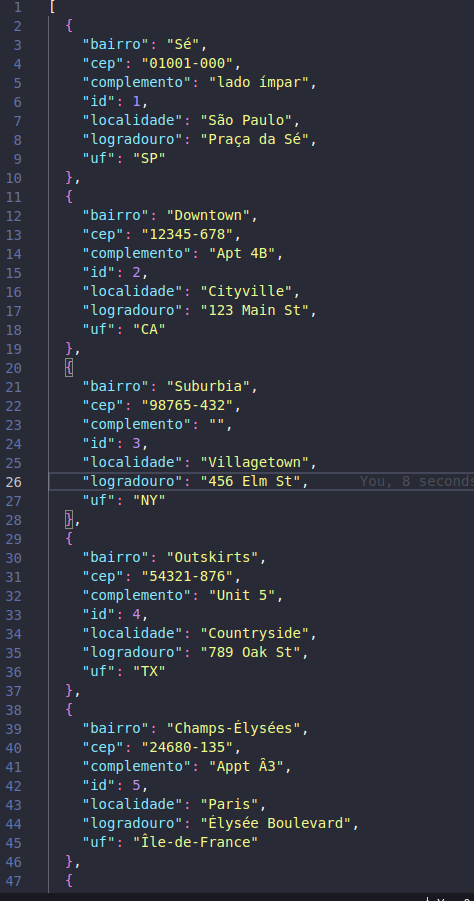 1 [
2 {
3 "bairro": "Sé",
4 "cep": "01001-000",
5 "complemento": "lado ímpar",
6 "id": 1,
7 "localidade": "São Paulo",
8 "logradouro": "Praça da Sé",
9 "uf": "SP"
10 },
11 {
12 "bairro": "Downtown",
13 "cep": "12345-678",
14 "complemento": "Apt 4B",
15 "id": 2,
16 "localidade": "Cityville",
17 "logradouro": "123 Main St",
18 "uf": "CA"
19 },
20 {
21 "bairro": "Suburbia",
22 "cep": "98765-432",
23 "complemento": "",
24 "id": 3,
25 "localidade": "Villagetown",
26 "logradouro": "456 Elm St", You, 8 seconds
27 "uf": "NY"
28 },
29 {
30 "bairro": "Outskirts",
31 "cep": "54321-876",
32 "complemento": "Unit 5",
33 "id": 4,
34 "localidade": "Countryside",
35 "logradouro": "789 Oak St",
36 "uf": "TX"
37 },
38 {
39 "bairro": "Champs-Élysées",
40 "cep": "24680-135",
41 "complemento": "Appt Â3",
42 "id": 5,
43 "localidade": "Paris",
44 "logradouro": "Élysée Boulevard",
45 "uf": "Île-de-France"
46 },
47 {